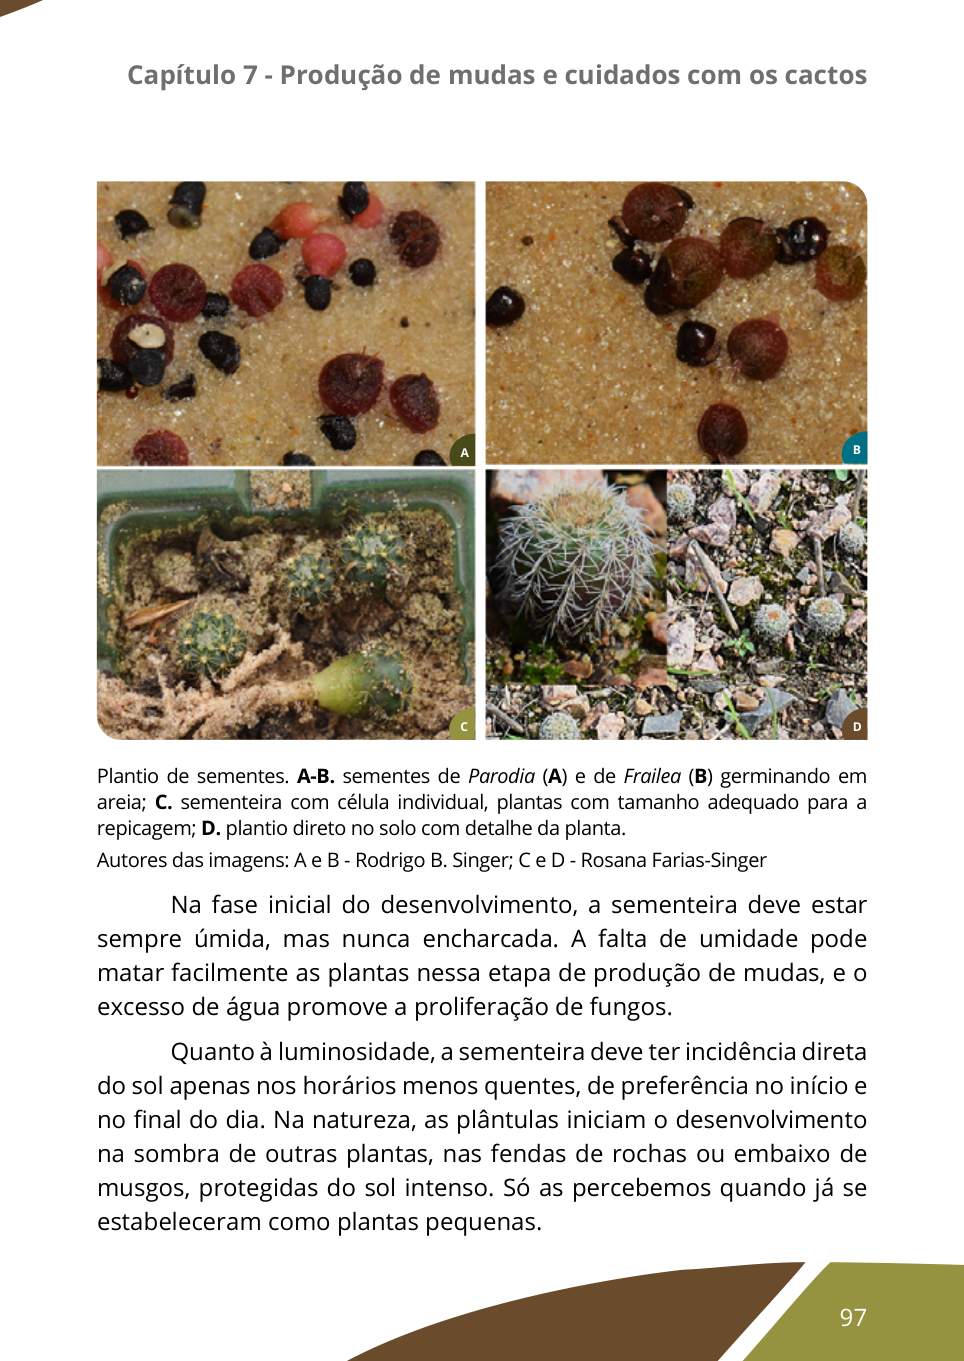 Capítulo 7 - Produção de mudas e cuidados com os cactos
A
B
C
D
Plantio de sementes. A-B. sementes de Parodia (A) e de Frailea (B) germinando em
areia; C. sementeira com célula individual, plantas com tamanho adequado para a
repicagem; D. plantio direto no solo com detalhe da planta.
Autores das imagens: A e B - Rodrigo B. Singer; C e D - Rosana Farias-Singer
Na fase inicial do desenvolvimento, a sementeira deve estar
sempre úmida, mas nunca encharcada. A falta de umidade pode
matar facilmente as plantas nessa etapa de produção de mudas, e o
excesso de água promove a proliferação de fungos.
Quanto à luminosidade, a sementeira deve ter incidência direta
do sol apenas nos horários menos quentes, de preferência no início e
no final do dia. Na natureza, as plântulas iniciam o desenvolvimento
na sombra de outras plantas, nas fendas de rochas ou embaixo de
musgos, protegidas do sol intenso. Só as percebemos quando já se
estabeleceram como plantas pequenas.
97